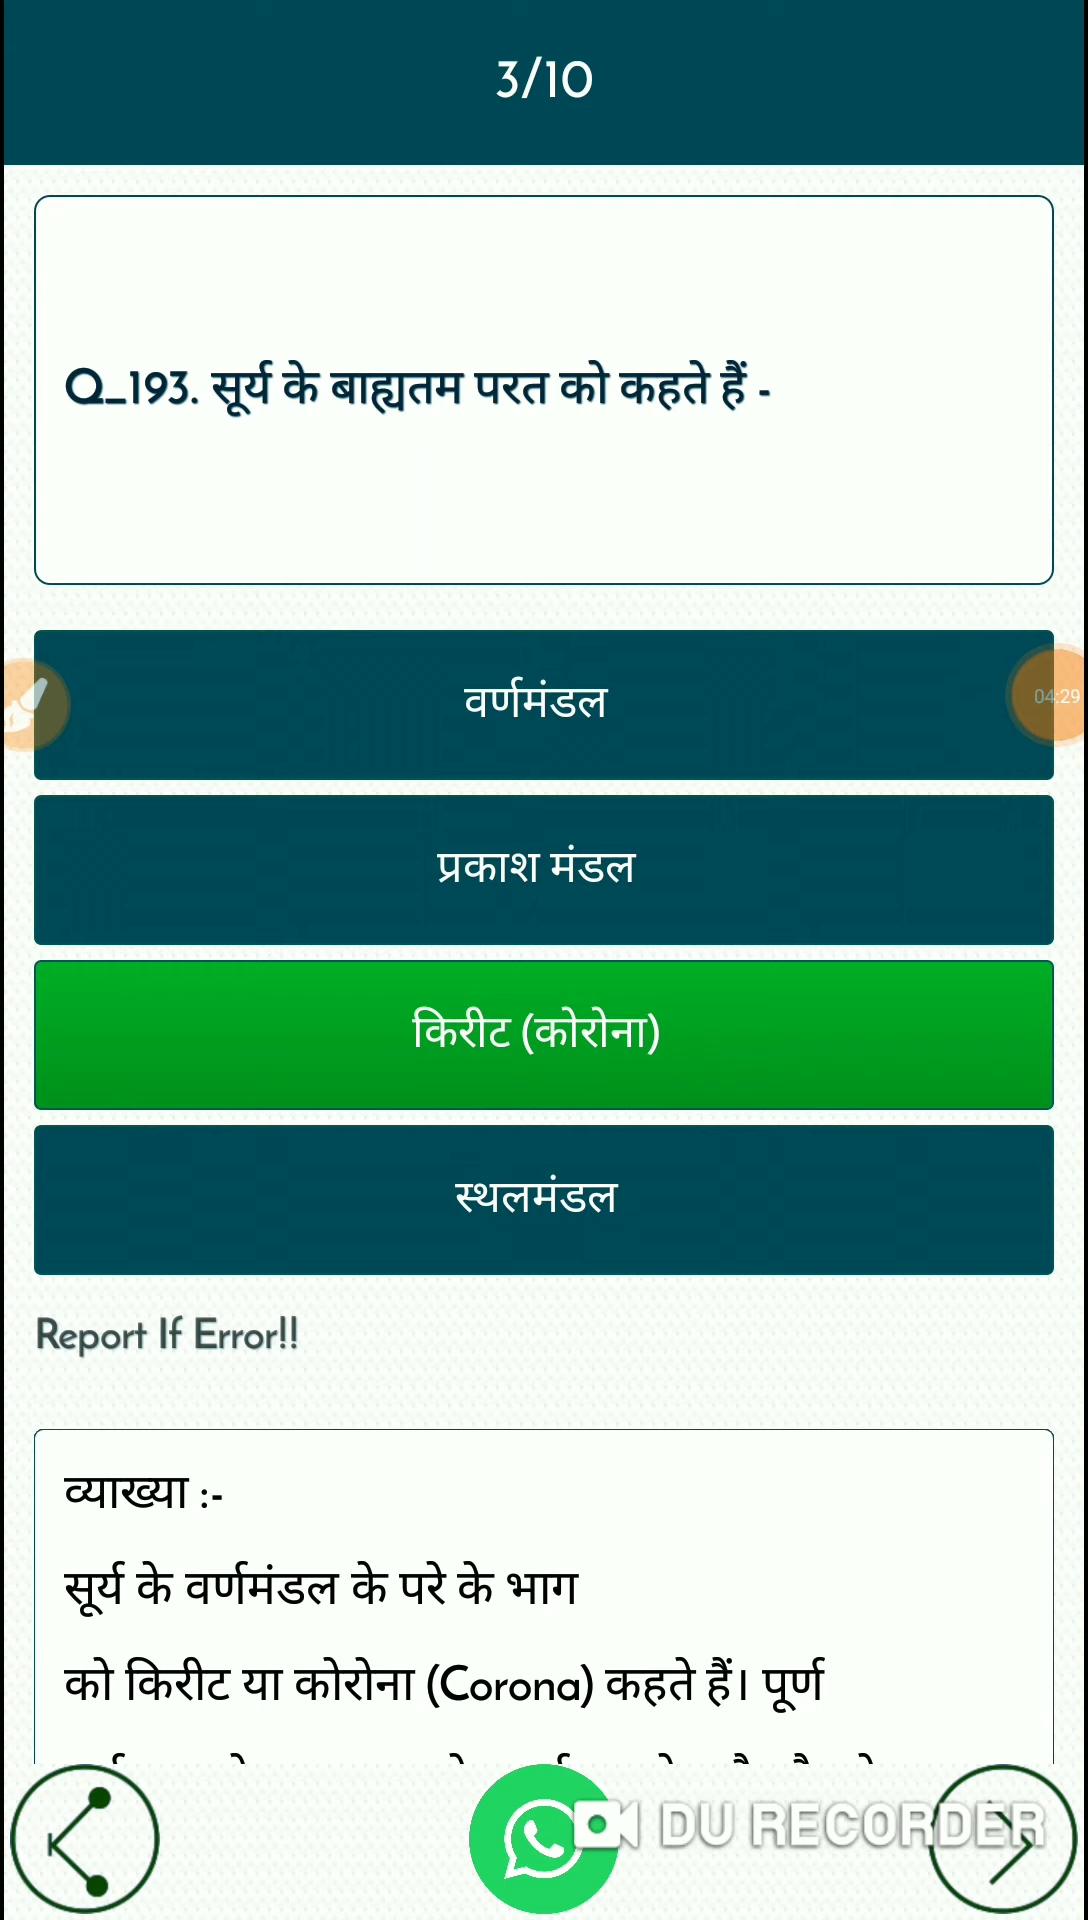 3/10
Q_193. सूर्य के बाह्यतम परत को कहते हैं -
वर्णमंडल
04:29
प्रकाश मंडल
किरीट (कोरोना)
स्थलमंडल
Report If Error!!
व्याख्या :-
सूर्य के वर्णमंडल के परे के भाग
को किरीट या कोरोना (Corona) कहते हैं। पूर्ण
DU RECORDER